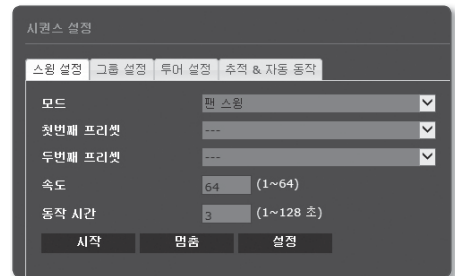 시퀀스 설정
스윙 설정 그룹 설정 투어 설정 추적 & 자동 동작
모드 팬 스윙
첫번째 프리셋 ---
두번째 프리셋 ---
속도 64 (1~64)
동작 시간 3 (1~128 초)
시작 멈춤 설정